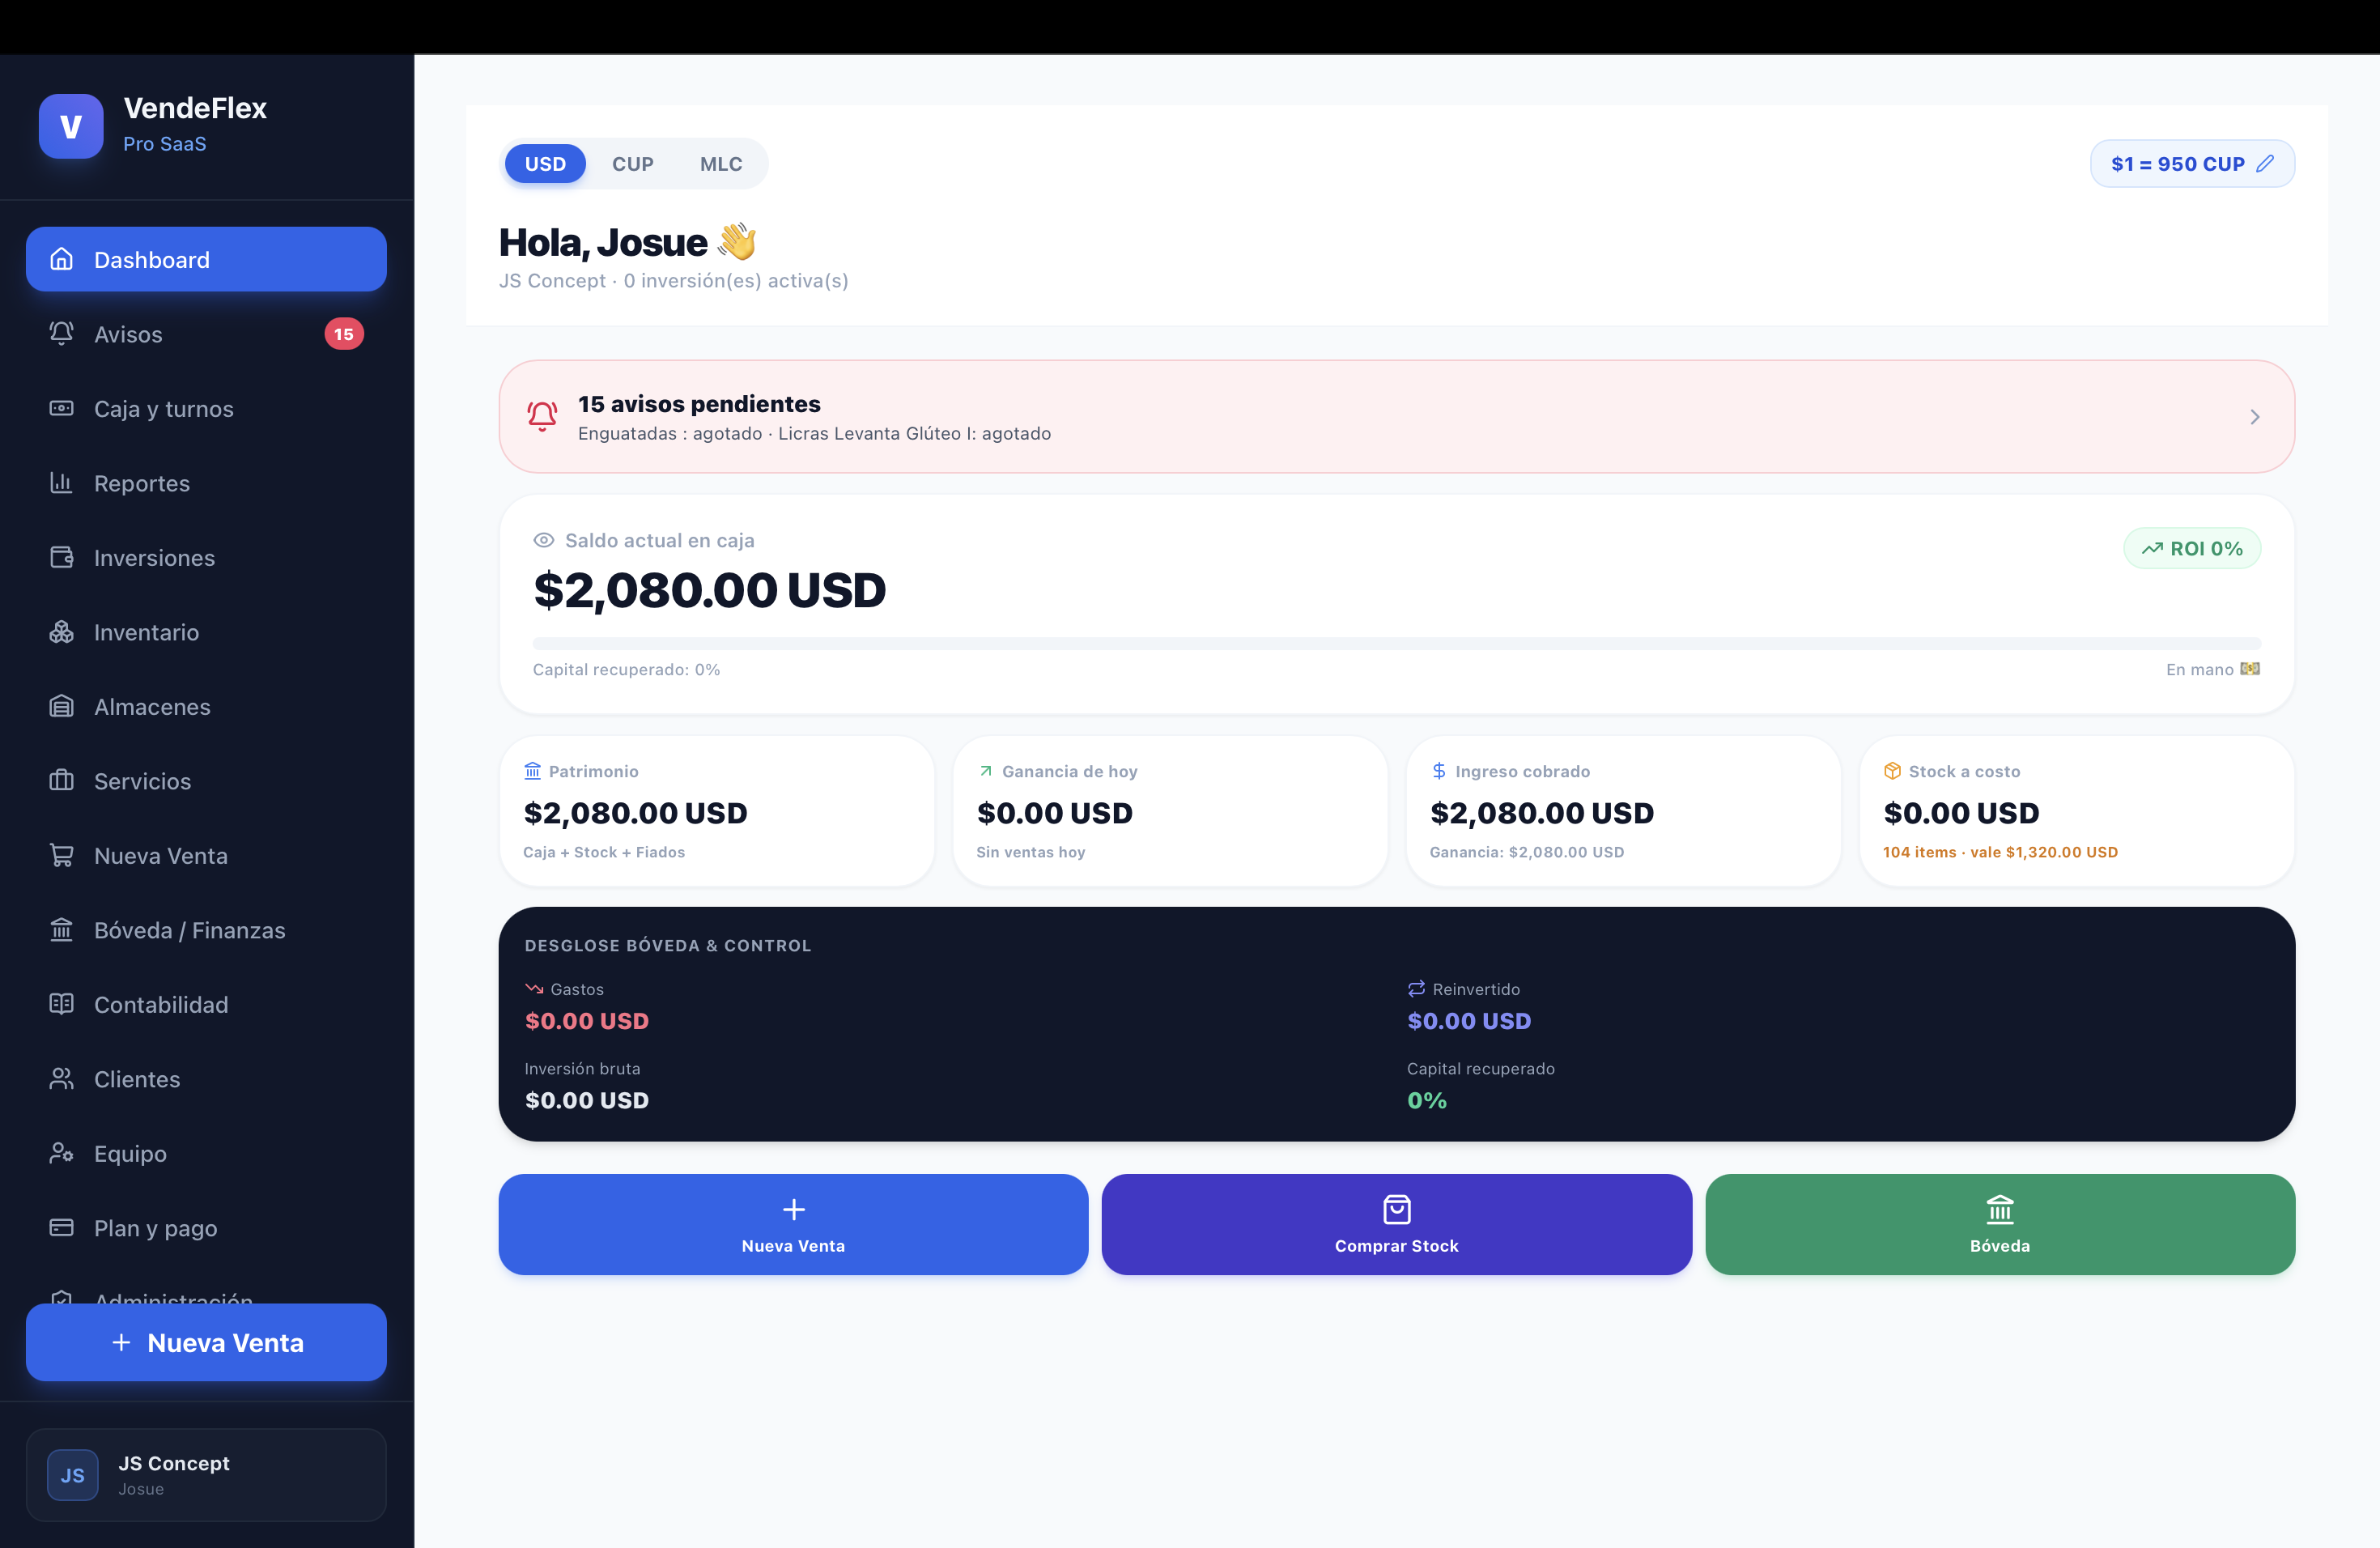 V
VendeFlex
Pro SaaS
Dashboard
Avisos
15
Caja y turnos
Reportes
Inversiones
Inventario
Almacenes
Servicios
Nueva Venta
Bóveda / Finanzas
Contabilidad
Clientes
Equipo
Plan y pago
Administración
+ Nueva Venta
JS
JS Concept
Josue
USD CUP MLC
$1 = 950 CUP
Hola, Josue 👋
JS Concept · 0 inversión(es) activa(s)
15 avisos pendientes
Enguatadas : agotado · Licras Levanta Glúteo I: agotado
Saldo actual en caja
ROI 0%
$2,080.00 USD
Capital recuperado: 0%
En mano 💵
Patrimonio
$2,080.00 USD
Caja + Stock + Fiados
Ganancia de hoy
$0.00 USD
Sin ventas hoy
Ingreso cobrado
$2,080.00 USD
Ganancia: $2,080.00 USD
Stock a costo
$0.00 USD
104 items · vale $1,320.00 USD
DESGLOSE BÓVEDA & CONTROL
Gastos
$0.00 USD
Reinvertido
$0.00 USD
Inversión bruta
$0.00 USD
Capital recuperado
0%
Nueva Venta
Comprar Stock
Bóveda